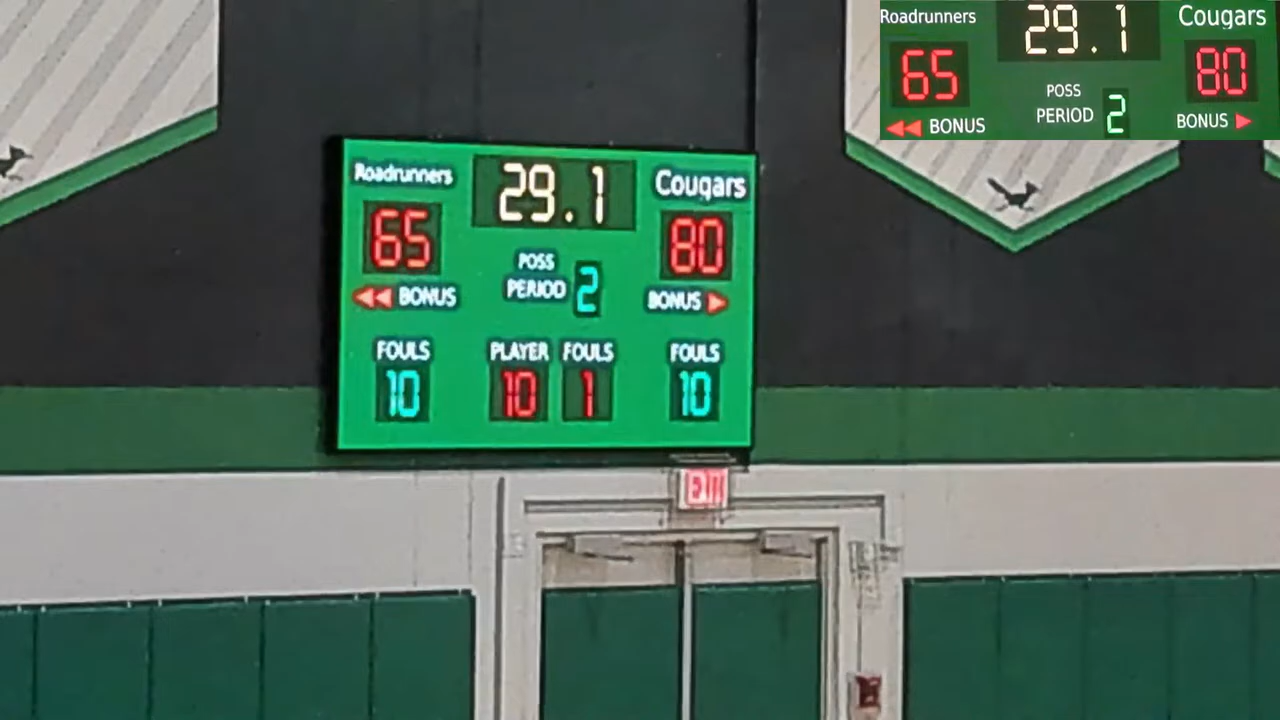 Roadrunners 29.1 Cougars
65 80
POSS
PERIOD 2
BONUS BONUS
Roadrunners 29.1 Cougars
65 80
POSS
PERIOD 2
BONUS BONUS
FOULS PLAYER FOULS FOULS
10 10 1 10
EXIT